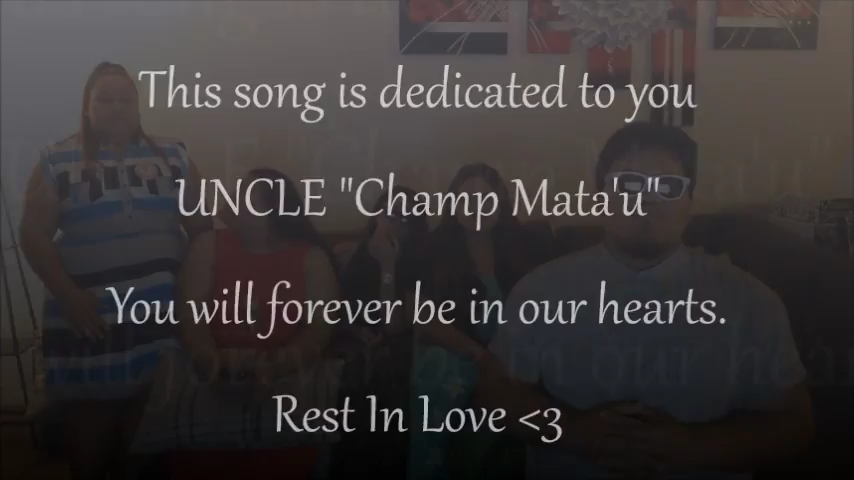 This song is dedicated to you
UNCLE "Champ Mata'u"
You will forever be in our hearts.
Rest In Love <3